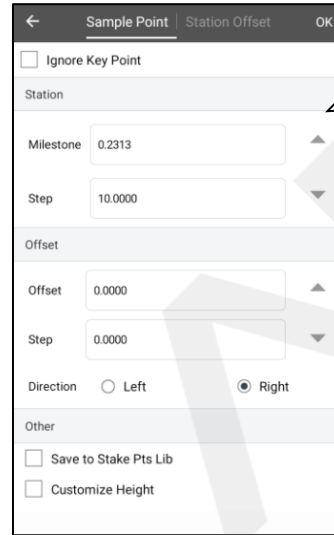 Sample Point Station Offset OK
Ignore Key Point
Station
Milestone 0.2313
Step 10.0000
Offset
Offset 0.0000
Step 0.0000
Direction Left Right
Other
Save to Stake Pts Lib
Customize Height